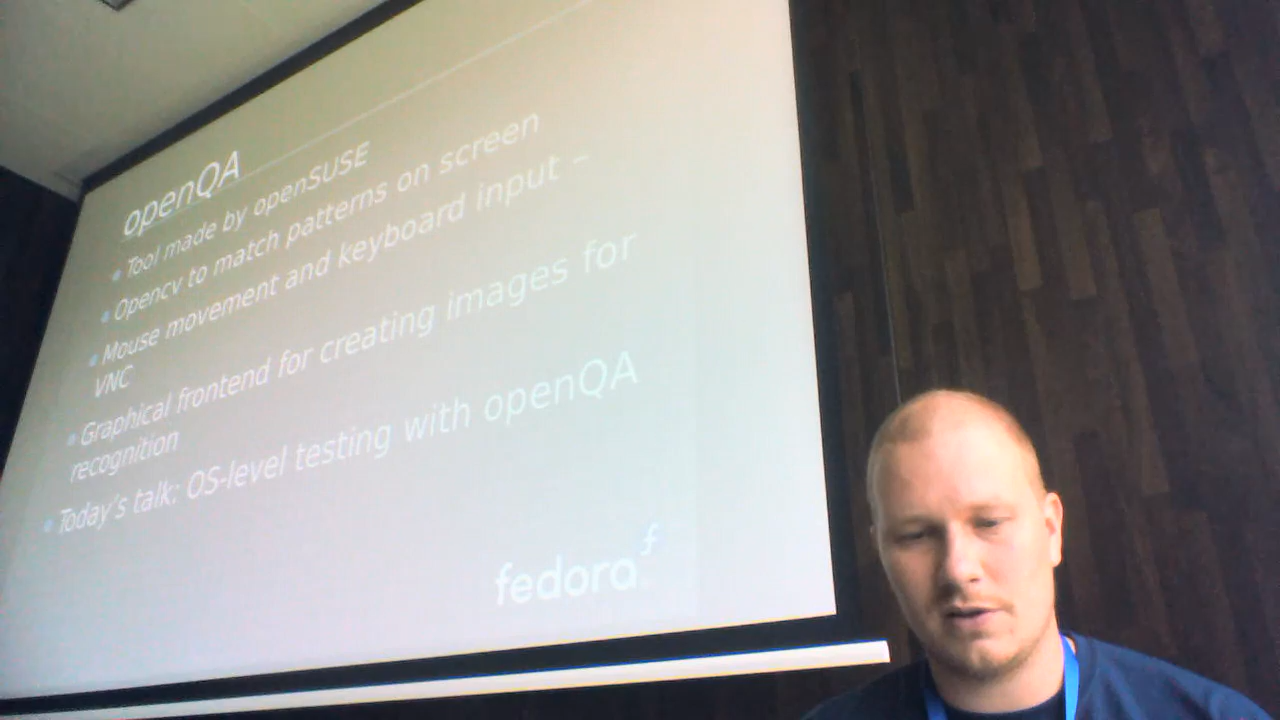 openQA
Tool made by openSUSE
Opencv to match patterns on screen
Mouse movement and keyboard input –
VNC
Graphical frontend for creating images for
recognition
Today's talk: OS-level testing with openQA
fedora